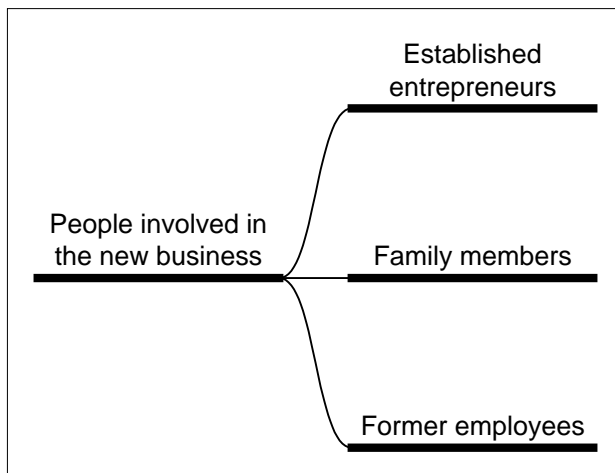 Established
entrepreneurs
People involved in
the new business
Family members
Former employees